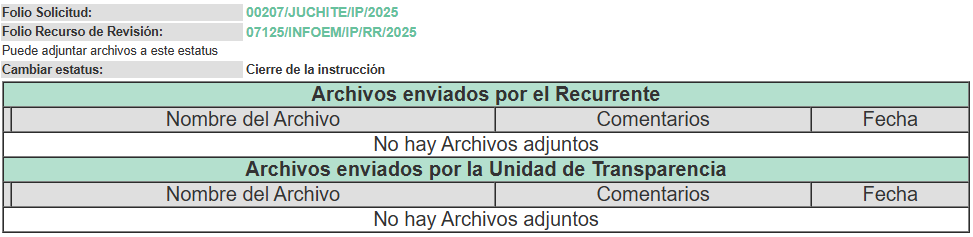 Folio Solicitud: 00207/JUCHITE/IP/2025
Folio Recurso de Revisión: 07125/INFOEM/IP/RR/2025
Puede adjuntar archivos a este estatus
Cambiar estatus: Cierre de la instrucción
Archivos enviados por el Recurrente
Nombre del Archivo Comentarios Fecha
No hay Archivos adjuntos
Archivos enviados por la Unidad de Transparencia
Nombre del Archivo Comentarios Fecha
No hay Archivos adjuntos